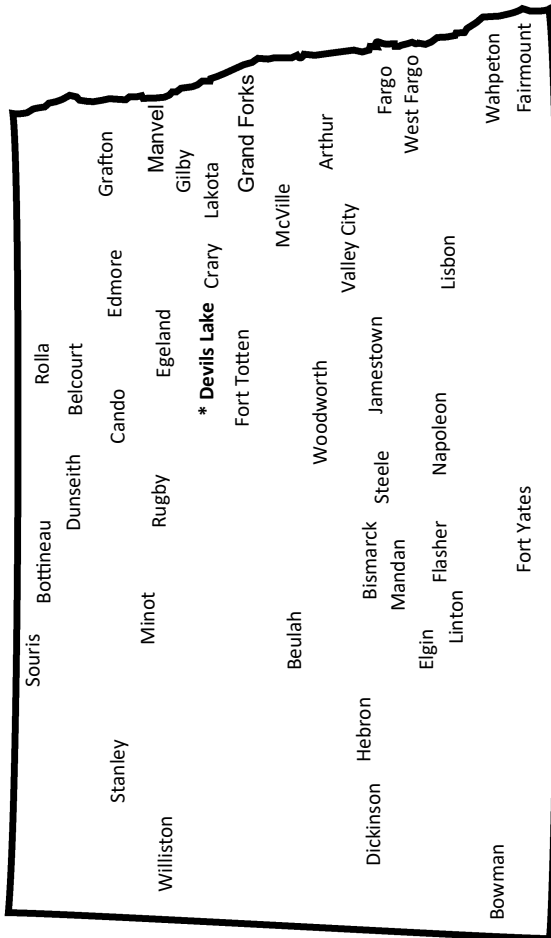 Souris
Bottineau
Rolla
Dunseith
Belcourt
Stanley
Cando
Edmore
Grafton
Williston
Minot
Rugby
Egeland
Manvel
Gilby
* Devils Lake
Crary
Lakota
Fort Totten
Grand Forks
Beulah
McVille
Woodworth
Arthur
Valley City
Dickinson
Hebron
Bismarck
Steele
Jamestown
Fargo
Mandan
West Fargo
Elgin
Flasher
Napoleon
Linton
Lisbon
Bowman
Wahpeton
Fort Yates
Fairmount